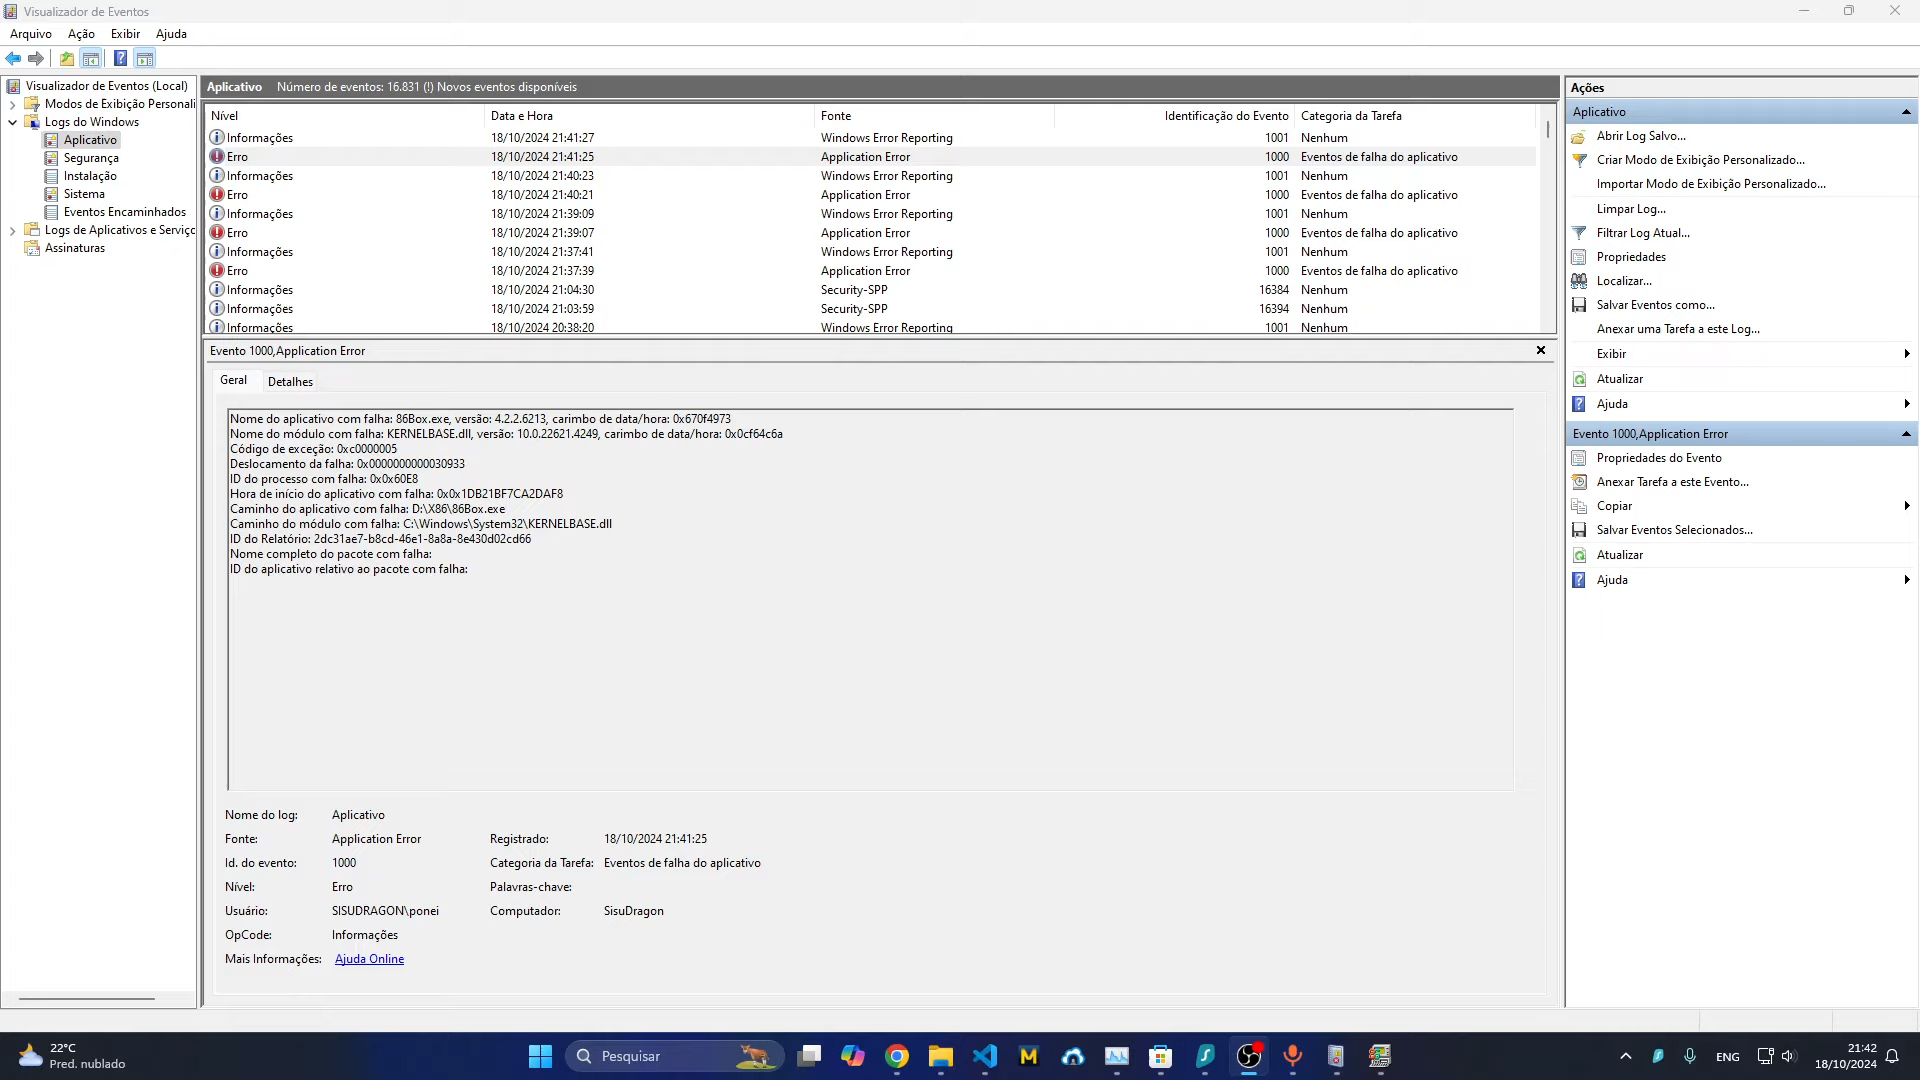 Visualizador de Eventos
Arquivo Ação Exibir Ajuda
Visualizador de Eventos (Local)
Modos de Exibição Personali
Logs do Windows
Aplicativo
Segurança
Instalação
Sistema
Eventos Encaminhados
Logs de Aplicativos e Serviço
Assinaturas
Aplicativo Número de eventos: 16.831 (!) Novos eventos disponíveis
Nível Data e Hora Fonte Identificação do Evento Categoria da Tarefa
Informações 18/10/2024 21:41:27 Windows Error Reporting 1001 Nenhum
Erro 18/10/2024 21:41:25 Application Error 1000 Eventos de falha do aplicativo
Informações 18/10/2024 21:40:23 Windows Error Reporting 1001 Nenhum
Erro 18/10/2024 21:40:21 Application Error 1000 Eventos de falha do aplicativo
Informações 18/10/2024 21:39:09 Windows Error Reporting 1001 Nenhum
Erro 18/10/2024 21:39:07 Application Error 1000 Eventos de falha do aplicativo
Informações 18/10/2024 21:37:41 Windows Error Reporting 1001 Nenhum
Erro 18/10/2024 21:37:39 Application Error 1000 Eventos de falha do aplicativo
Informações 18/10/2024 21:04:30 Security-SPP 16384 Nenhum
Informações 18/10/2024 21:03:59 Security-SPP 16394 Nenhum
Informações 18/10/2024 20:38:20 Windows Error Reporting 1001 Nenhum
Evento 1000,Application Error
Geral Detalhes
Nome do aplicativo com falha: 86Box.exe, versão: 4.2.2.6213, carimbo de data/hora: 0x670f4973
Nome do módulo com falha: KERNELBASE.dll, versão: 10.0.22621.4249, carimbo de data/hora: 0x0cf64c6a
Código de exceção: 0xc0000005
Deslocamento da falha: 0x0000000000030933
ID do processo com falha: 0x0x60E8
Hora de início do aplicativo com falha: 0x0x1DB21BF7CA2DAF8
Caminho do aplicativo com falha: D:\X86\86Box.exe
Caminho do módulo com falha: C:\Windows\System32\KERNELBASE.dll
ID do Relatório: 2dc31ae7-b8cd-46e1-8a8a-8e430d02cd66
Nome completo do pacote com falha:
ID do aplicativo relativo ao pacote com falha:
Nome do log: Aplicativo
Fonte: Application Error Registrado: 18/10/2024 21:41:25
Id. do evento: 1000 Categoria da Tarefa: Eventos de falha do aplicativo
Nível: Erro Palavras-chave:
Usuário: SISUDRAGON\ponei Computador: SisuDragon
OpCode: Informações
Mais Informações: Ajuda Online
Ações
Aplicativo
Abrir Log Salvo...
Criar Modo de Exibição Personalizado...
Importar Modo de Exibição Personalizado...
Limpar Log...
Filtrar Log Atual...
Propriedades
Localizar...
Salvar Eventos como...
Anexar uma Tarefa a este Log...
Exibir
Atualizar
Ajuda
Evento 1000,Application Error
Propriedades do Evento
Anexar Tarefa a este Evento...
Copiar
Salvar Eventos Selecionados...
Atualizar
Ajuda
22°C
Pred. nublado
Pesquisar
M
ENG
21:42
18/10/2024